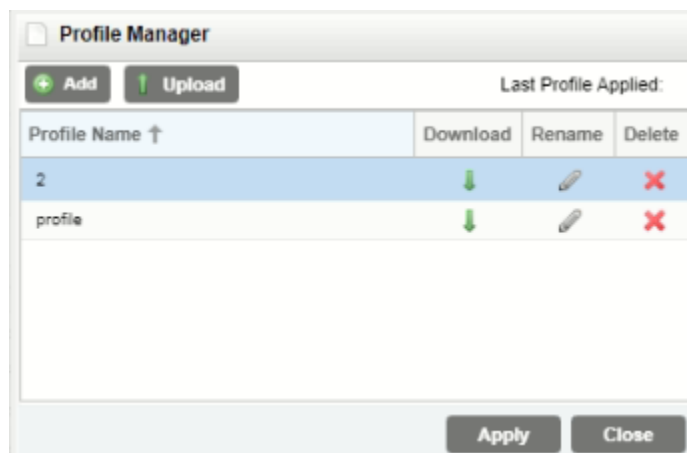 Profile Manager
Add Upload Last Profile Applied:
Profile Name Download Rename Delete
2
profile
Apply Close